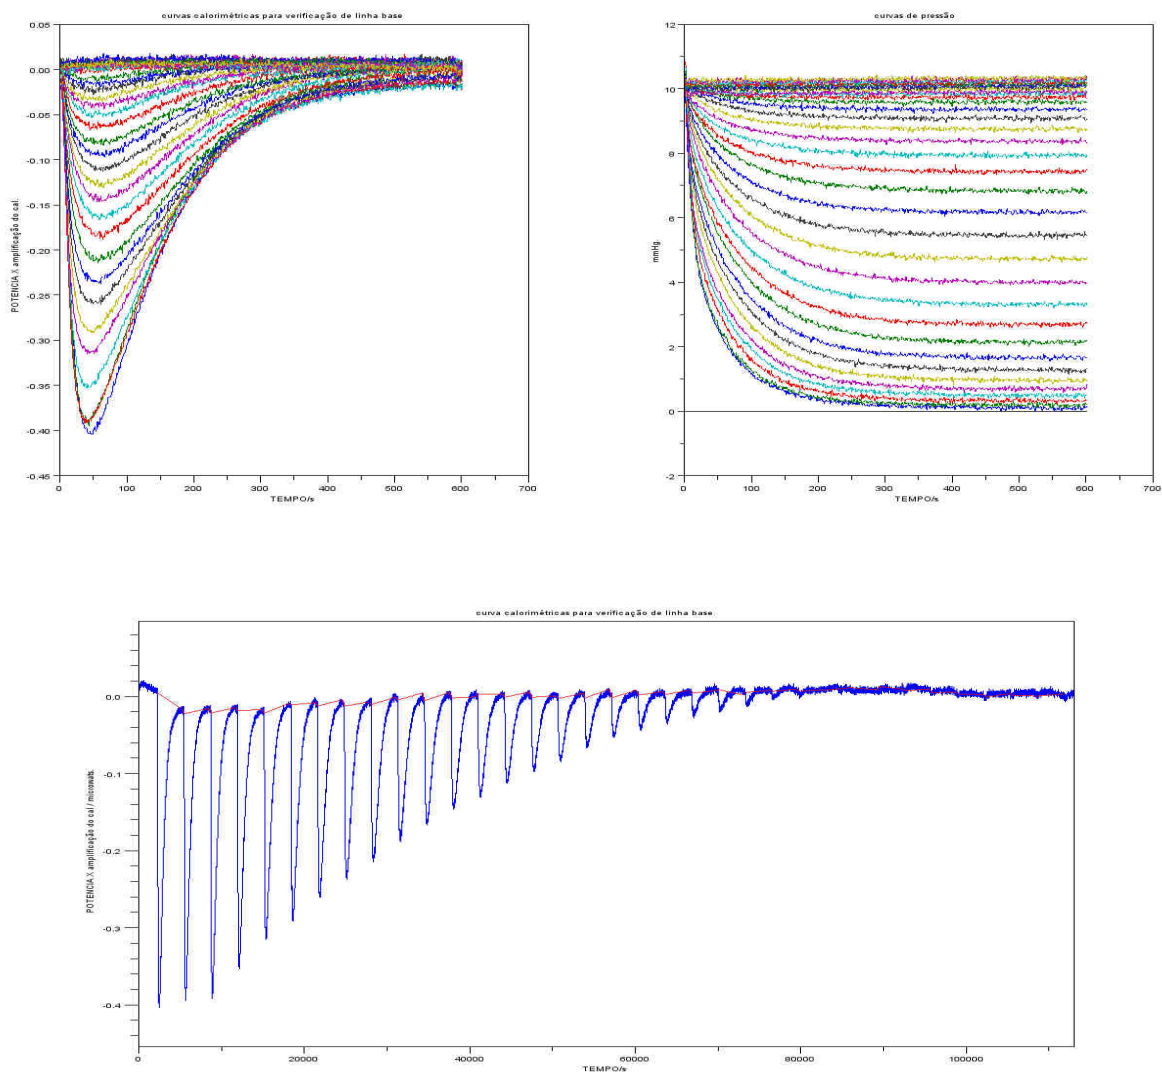 curvas calorimétricas para verificação de linha base
0.05
0.00
-0.05
-0.10
-0.15
-0.20
-0.25
-0.30
-0.35
-0.40
-0.45
POTENCIA X amplificação do cal.
0 100 200 300 400 500 600 700
TEMPO/s
curvas de pressão
12
10
8
6
4
2
0
-2
mmHg.
0 100 200 300 400 500 600 700
TEMPO/s
curva calorimétricas para verificação de linha base
0.0
-0.1
-0.2
-0.3
-0.4
POTENCIA X amplificação do cal / microwats.
0 20000 40000 60000 80000 100000
TEMPO/s